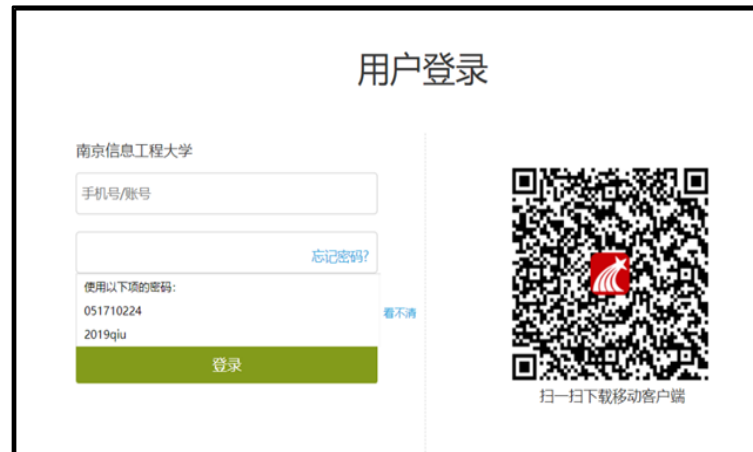 用户登录
南京信息工程大学
手机号/账号
忘记密码?
使用以下项的密码:
051710224
看不清
2019qiu
登录
扫一扫下载移动客户端